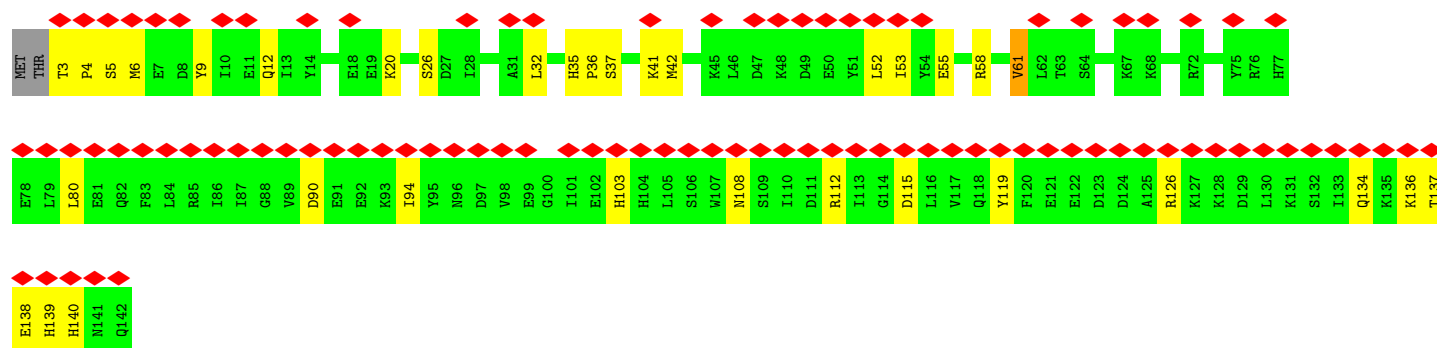 MET THR T3 P4 S5 M6 E7 D8 Y9 I10 E11 Q12 I13 Y14 E18 E19 K20 S26 D27 I28 A31 L32 H35 P36 S37 K41 M42 K45 L46 D47 K48 D49 E50 Y51 L52 I53 Y54 E55 R58 V61 L62 T63 S64 K67 K68 R72 Y75 R76 H77
E78 L79 L80 E81 Q82 F83 L84 R85 I86 I87 G88 V89 D90 E91 E92 K93 I94 Y95 N96 D97 V98 E99 G100 I101 E102 H103 H104 L105 S106 W107 N108 S109 I110 D111 R112 I113 G114 D115 L116 V117 Q118 Y119 F120 E121 E122 D123 D124 A125 R126 K127 K128 D129 L130 K131 S132 I133 Q134 K135 K136 T137
E138 H139 H140 N141 Q142